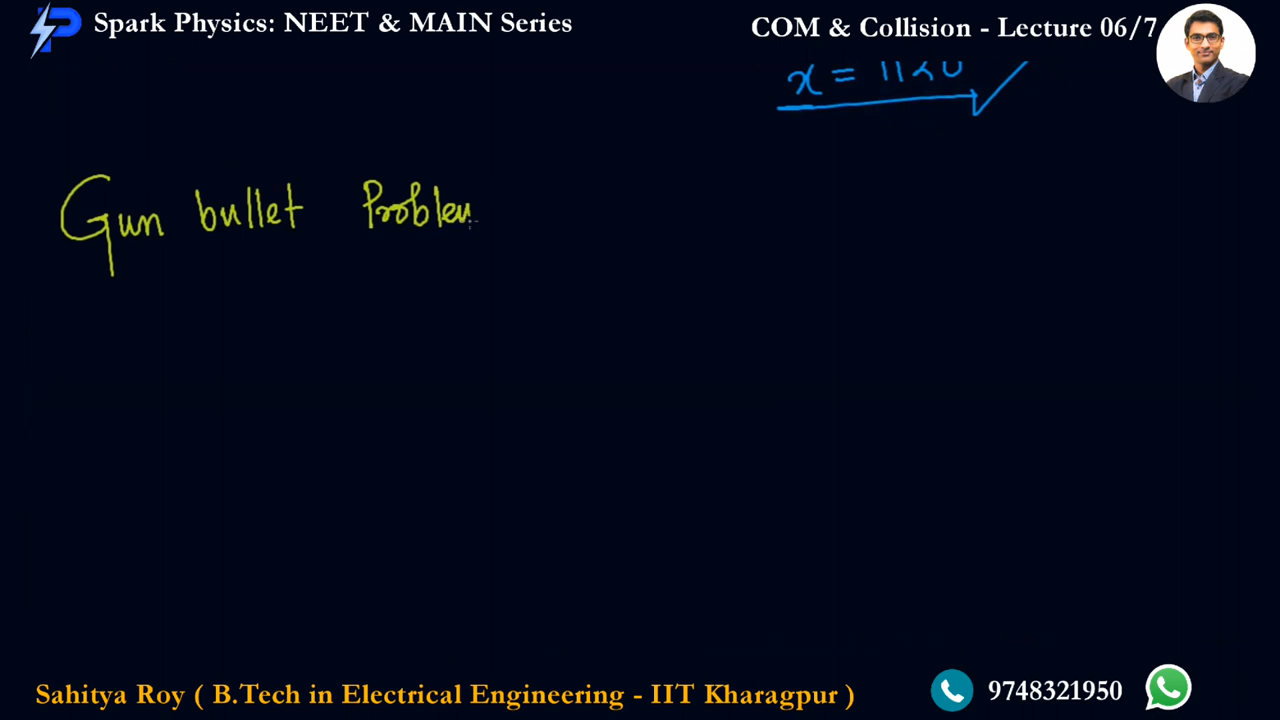 Spark Physics: NEET & MAIN Series
COM & Collision - Lecture 06/7
x =
Gun bullet Problem
Sahitya Roy ( B.Tech in Electrical Engineering - IIT Kharagpur )
9748321950